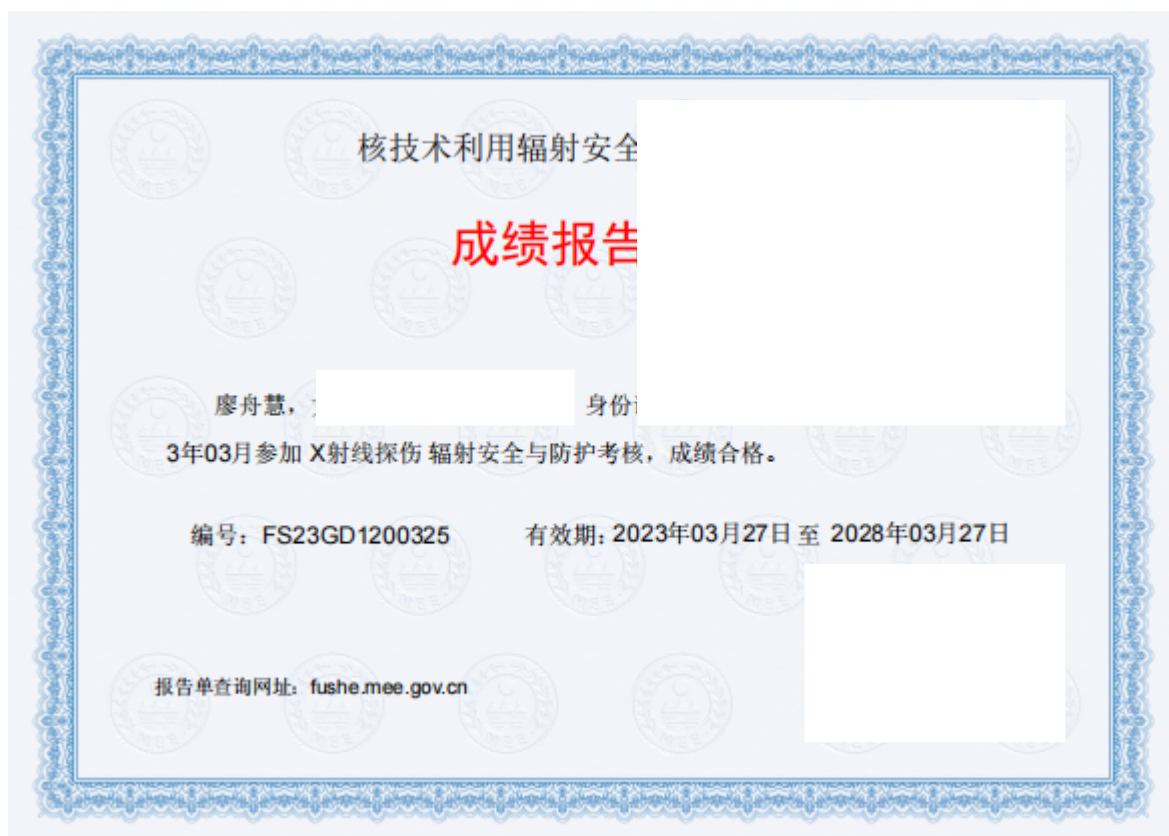 核技术利用辐射安全
成绩报告
廖舟慧， 身份
3年03月参加 X射线探伤 辐射安全与防护考核，成绩合格。
编号：FS23GD1200325 有效期：2023年03月27日 至 2028年03月27日
报告单查询网址：fushe.mee.gov.cn